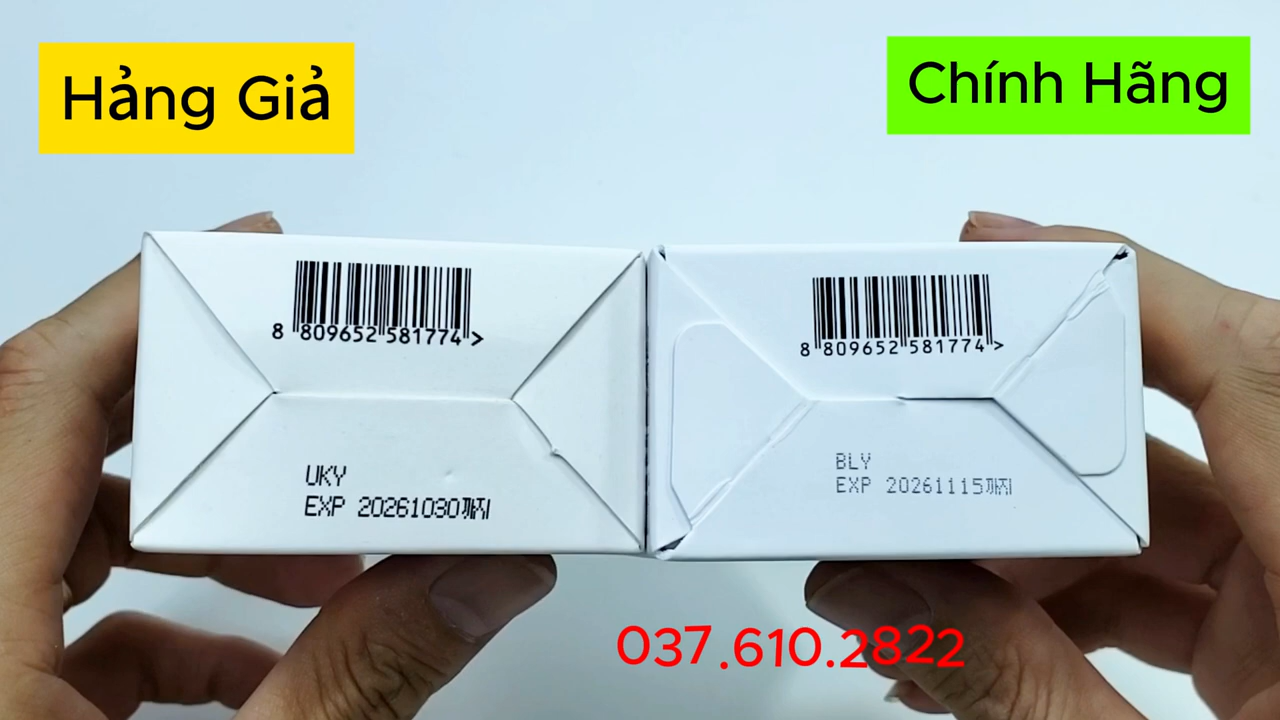 Hảng Giả
Chính Hãng
8 809652 581774 >
UKY
EXP 20261030까지
8 809652 581774 >
BLY
EXP 20261115까지
037.610.2822